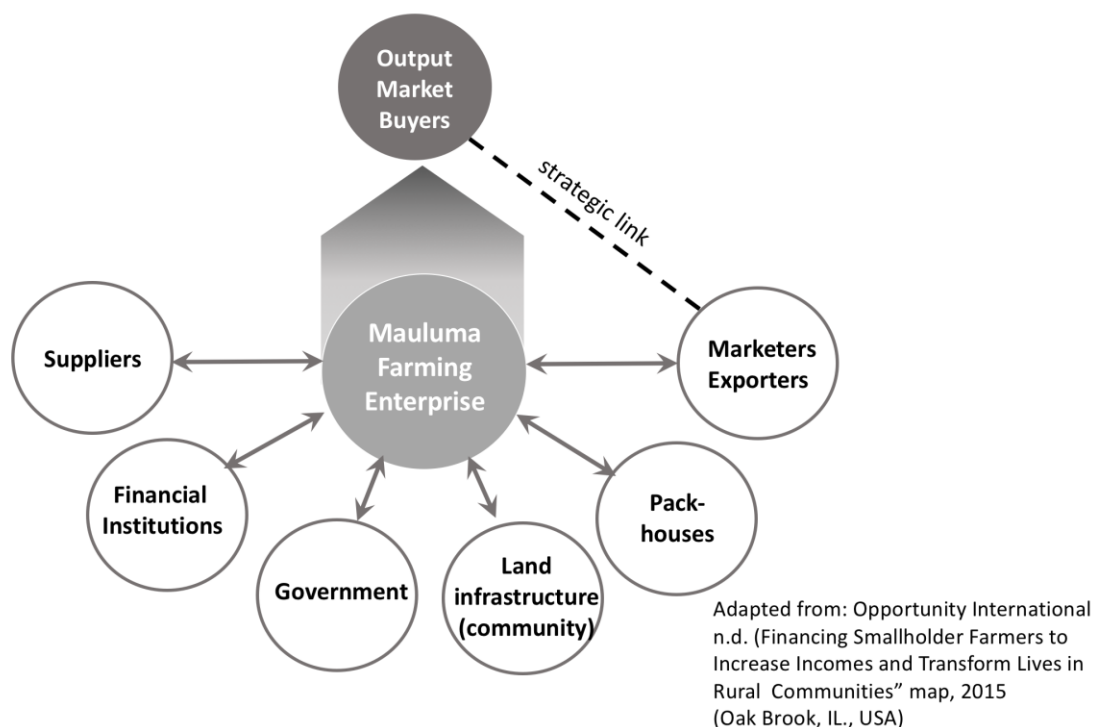 Output
Market
Buyers
strategic link
Mauluma
Farming
Enterprise
Suppliers
Marketers
Exporters
Financial
Institutions
Pack-
houses
Government
Land
infrastructure
(community)
Adapted from: Opportunity International
n.d. (Financing Smallholder Farmers to
Increase Incomes and Transform Lives in
Rural Communities” map, 2015
(Oak Brook, IL., USA)